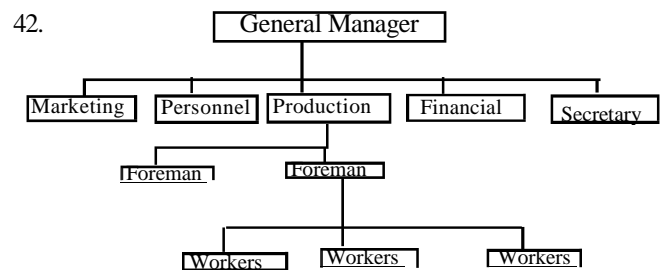 42.
General Manager
Marketing Personnel Production Financial Secretary
Foreman Foreman
Workers Workers Workers